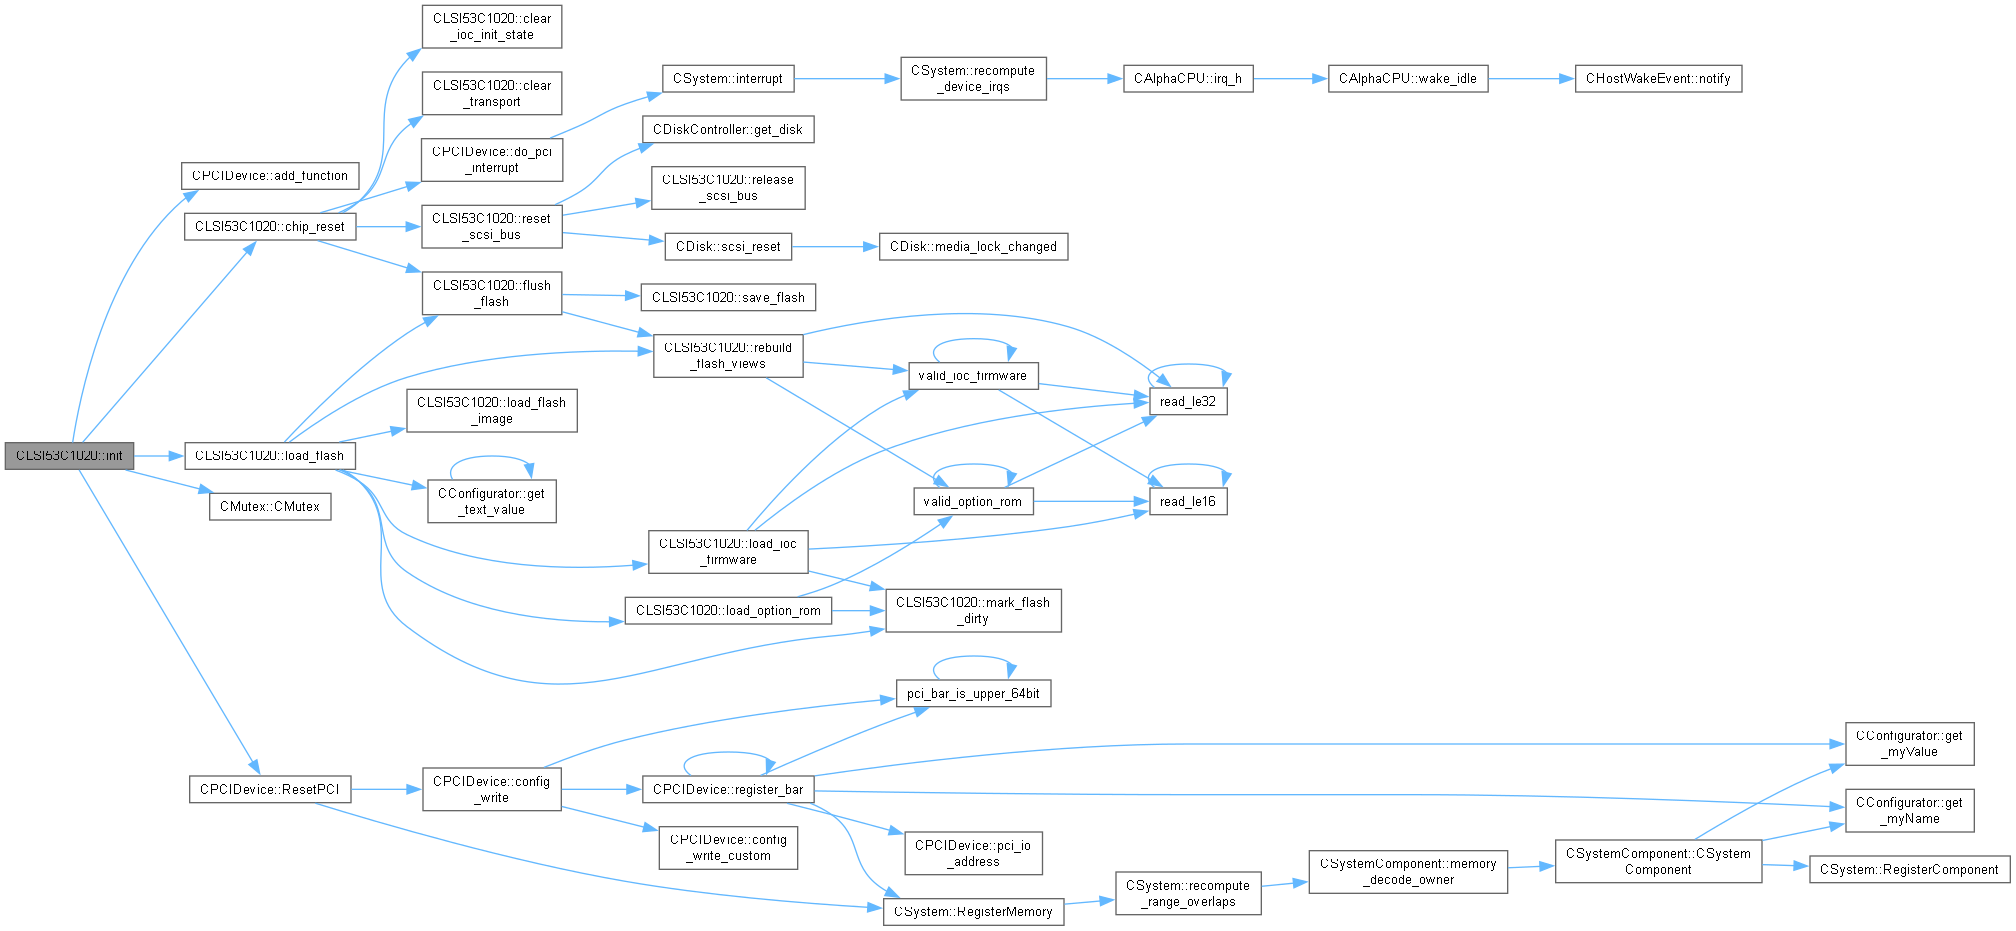 CLSI53C1020::clear
_ioc_init_state
CLSI53C1020::clear
_transport
CSystem::interrupt
CSystem::recompute
_device_irqs
CAlphaCPU::irq_h
CAlphaCPU::wake_idle
CHostWakeEvent::notify
CDiskController::get_disk
CPCIDevice::do_pci
_interrupt
CPCIDevice::add_function
CLSI53C1020::release
_scsi_bus
CLSI53C1020::chip_reset
CLSI53C1020::reset
_scsi_bus
CDisk::scsi_reset
CDisk::media_lock_changed
CLSI53C1020::flush
_flash
CLSI53C1020::save_flash
CLSI53C1020::rebuild
_flash_views
valid_ioc_firmware
read_le32
CLSI53C1020::load_flash
_image
CLSI53C1020::init
CLSI53C1020::load_flash
CConfigurator::get
_text_value
CMutex::CMutex
valid_option_rom
read_le16
CLSI53C1020::load_ioc
_firmware
CLSI53C1020::load_option_rom
CLSI53C1020::mark_flash
_dirty
pci_bar_is_upper_64bit
CConfigurator::get
_myValue
CPCIDevice::ResetPCI
CPCIDevice::config
_write
CPCIDevice::register_bar
CConfigurator::get
_myName
CPCIDevice::config
_write_custom
CPCIDevice::pci_io
_address
CSystemComponent::memory
_decode_owner
CSystemComponent::CSystem
Component
CSystem::RegisterComponent
CSystem::recompute
_range_overlaps
CSystem::RegisterMemory